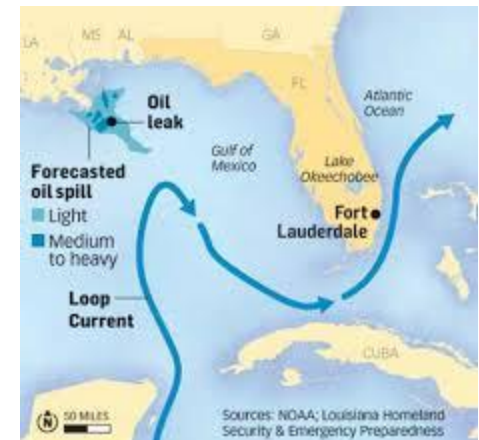 LA
MS
AL
GA
FL
Oil
leak
Atlantic
Ocean
Gulf of
Mexico
Lake
Okeechobee
Forecasted
oil spill
Light
Medium
to heavy
Fort
Lauderdale
Loop
Current
CUBA
N
50 MILES
Sources: NOAA; Louisiana Homeland
Security & Emergency Preparedness